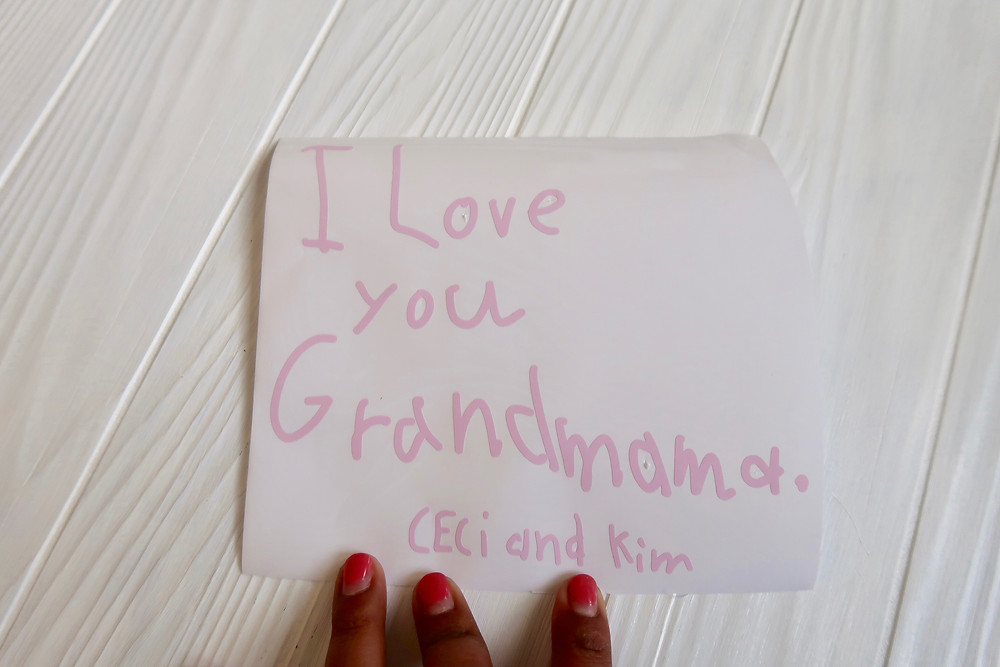 I Love
you
Grandmama.
CECi and Kim